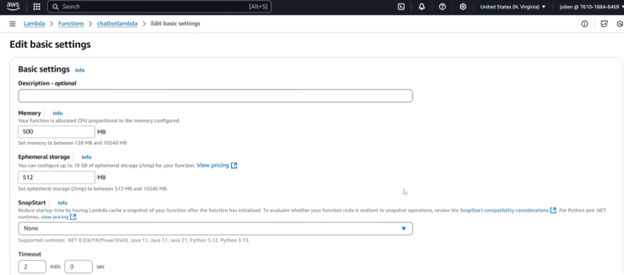 aws
Search
[Alt+S]
United States (N. Virginia)
julien @ 7610-1884-8469
Lambda > Functions > chatbotlambda > Edit basic settings
Edit basic settings
Basic settings Info
Description - optional
Memory Info
Your function is allocated CPU proportional to the memory configured.
500 MB
Set memory to between 128 MB and 10240 MB
Ephemeral storage Info
You can configure up to 10 GB of ephemeral storage (/tmp) for your function. View pricing
512 MB
Set ephemeral storage (/tmp) to between 512 MB and 10240 MB.
SnapStart Info
Reduce startup time by having Lambda cache a snapshot of your function after the function has initialized. To evaluate whether your function code is resilient to snapshot operations, review the SnapStart compatibility considerations. For Python and .NET
runtimes, view pricing
None
Supported runtimes: .NET 8 (C#/F#/PowerShell), Java 11, Java 17, Java 21, Python 3.12, Python 3.13.
Timeout
2 min 0 sec